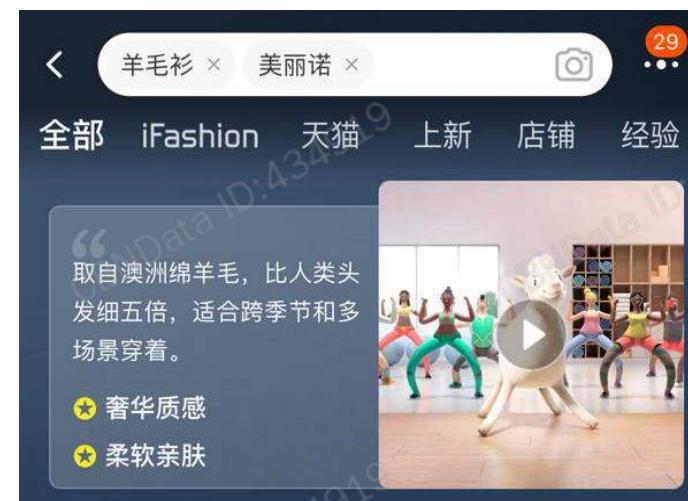 29
羊毛衫 × 美丽诺 ×
全部 iFashion 天猫 上新 店铺 经验
取自澳洲绵羊毛，比人类头
发细五倍，适合跨季节和多
场景穿着。
奢华质感
柔软亲肤